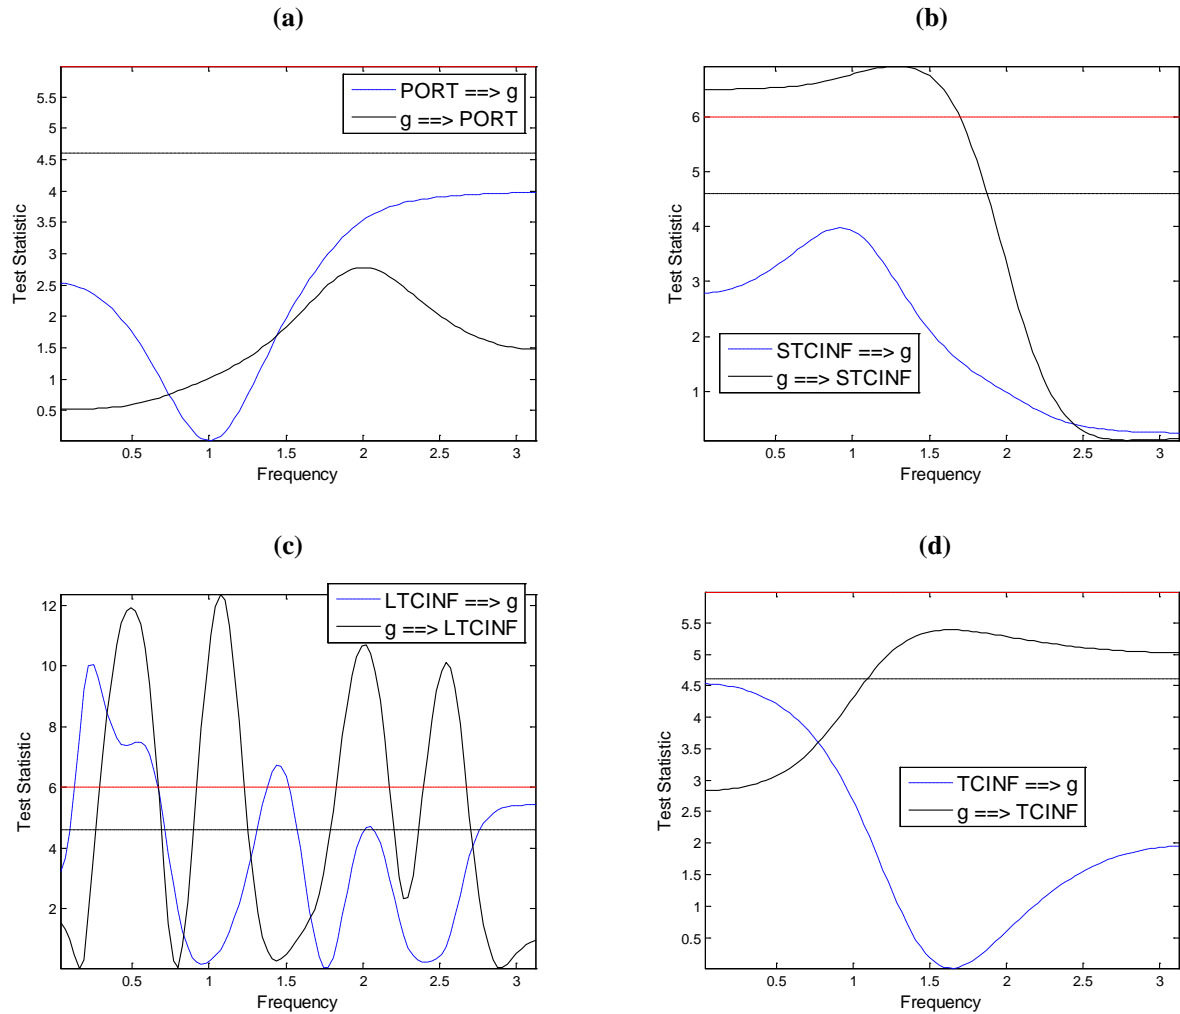 (a)
PORT ==> g
g ==> PORT
Test Statistic
5.5
5
4.5
4
3.5
3
2.5
2
1.5
1
0.5
0.5 1 1.5 2 2.5 3
Frequency
(b)
STCINF ==> g
g ==> STCINF
Test Statistic
6
5
4
3
2
1
0.5 1 1.5 2 2.5 3
Frequency
(c)
LTCINF ==> g
g ==> LTCINF
Test Statistic
12
10
8
6
4
2
0.5 1 1.5 2 2.5 3
Frequency
(d)
TCINF ==> g
g ==> TCINF
Test Statistic
5.5
5
4.5
4
3.5
3
2.5
2
1.5
1
0.5
0.5 1 1.5 2 2.5 3
Frequency